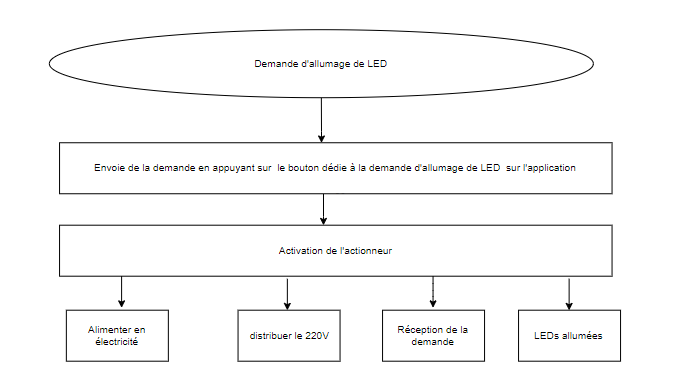 Demande d'allumage de LED
Envoie de la demande en appuyant sur le bouton dédie à la demande d'allumage de LED sur l'application
Activation de l'actionneur
Alimenter en
électricité
distribuer le 220V
Réception de la
demande
LEDs allumées